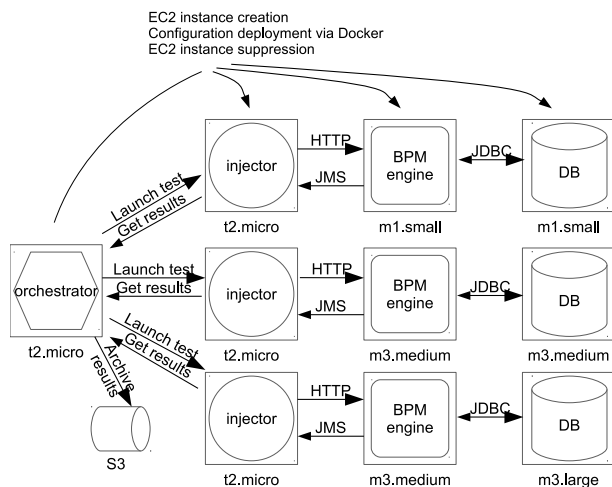 EC2 instance creation
Configuration deployment via Docker
EC2 instance suppression
injector
HTTP
JMS
BPM
engine
JDBC
DB
t2.micro
m1.small
m1.small
Launch test
Get results
orchestrator
t2.micro
Launch test
Get results
injector
HTTP
JMS
BPM
engine
JDBC
DB
t2.micro
m3.medium
m3.medium
Launch test
Get results
Archive
results
S3
injector
HTTP
JMS
BPM
engine
JDBC
DB
t2.micro
m3.medium
m3.large